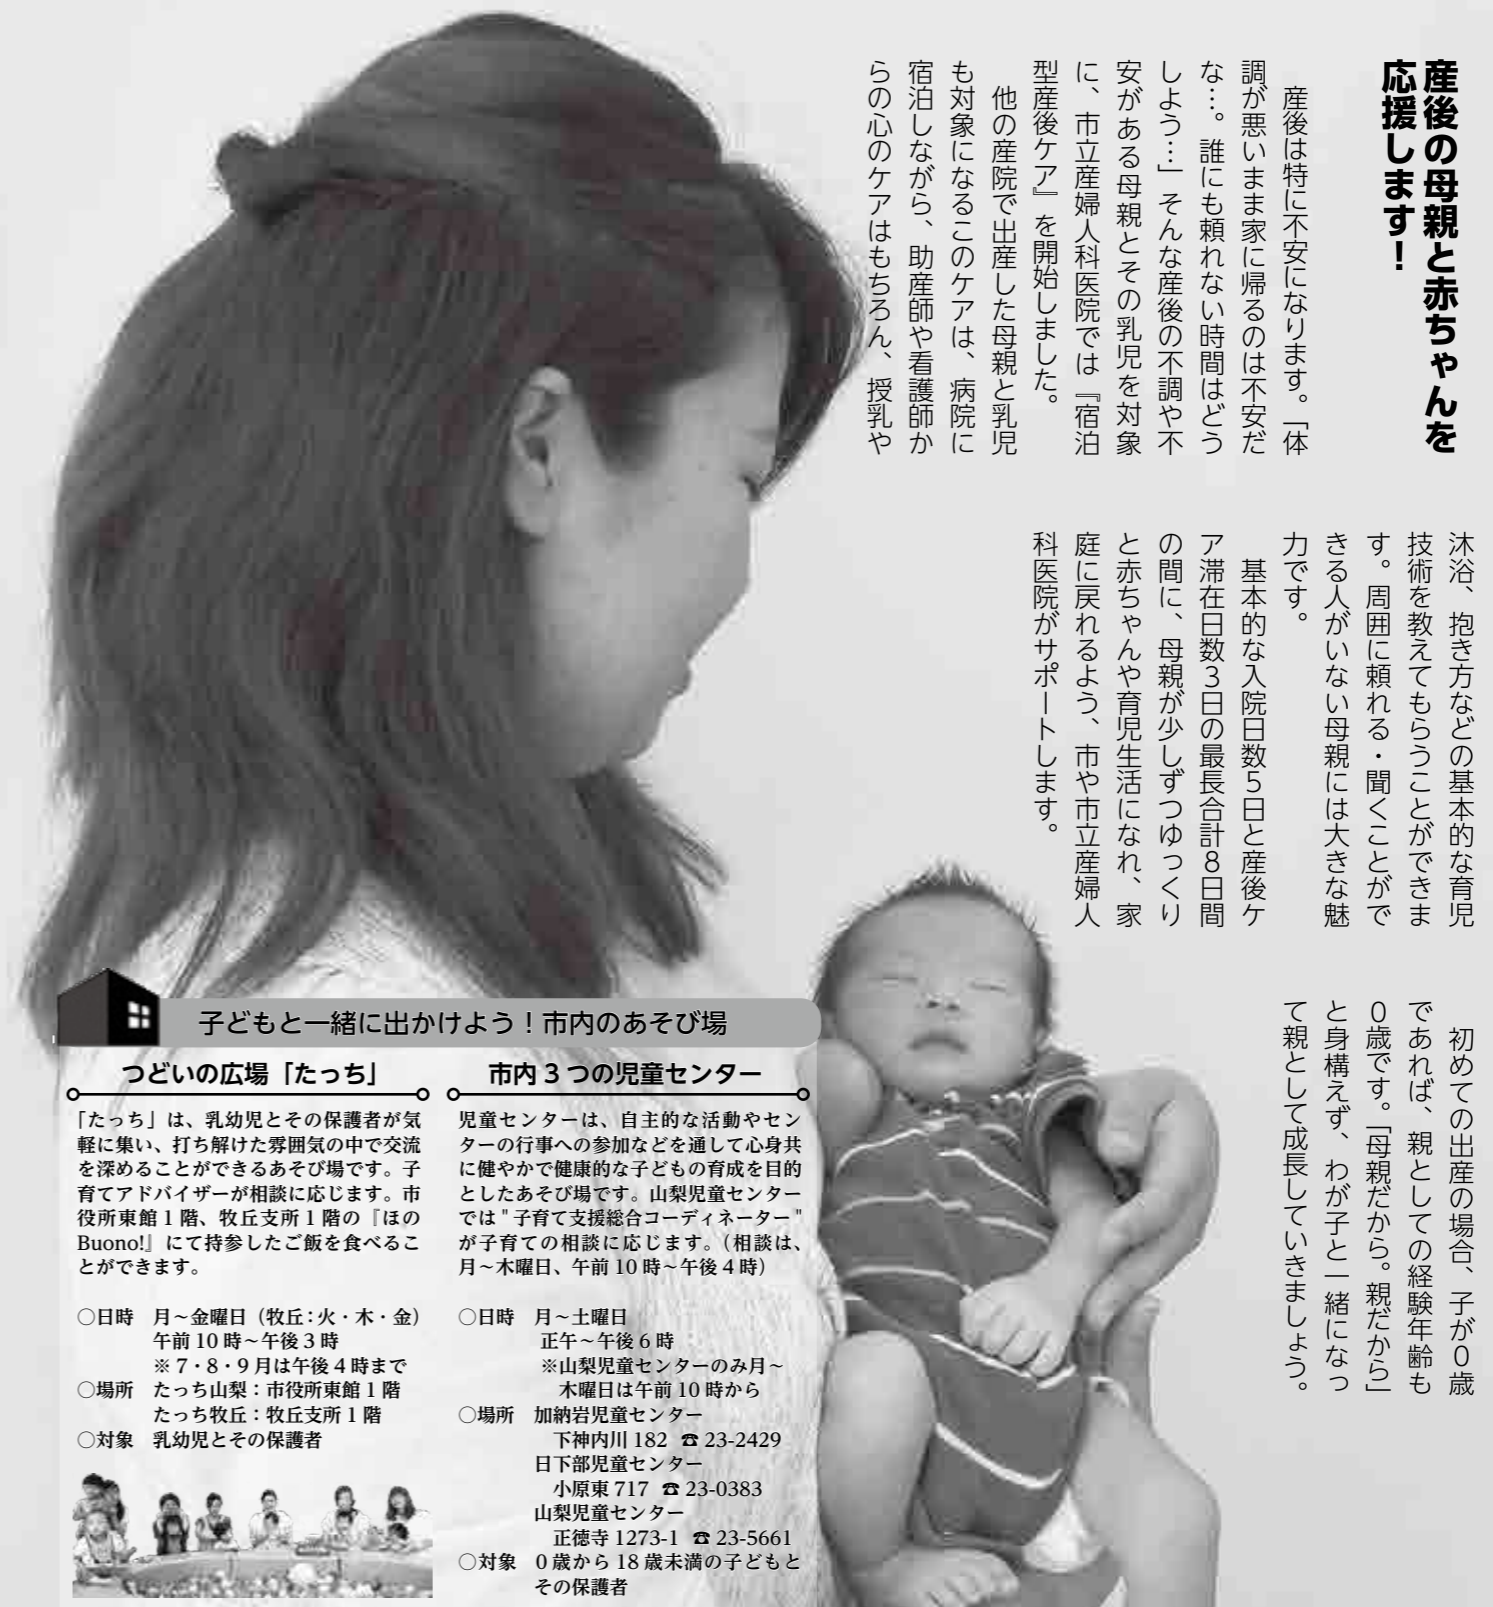 産後の母親と赤ちゃんを
応援します！
　産後は特に不安になります。「体
調が悪いまま家に帰るのは不安だ
な…。誰にも頼れない時間はどう
しよう…」そんな産後の不調や不
安がある母親とその乳児を対象
に、市立産婦人科医院では『宿泊
型産後ケア』を開始しました。
　他の産院で出産した母親と乳児
も対象になるこのケアは、病院に
宿泊しながら、助産師や看護師か
らの心のケアはもちろん、授乳や
沐浴、抱き方などの基本的な育児
技術を教えてもらうことができま
す。周囲に頼れる・聞くことがで
きる人がいない母親には大きな魅
力です。
　基本的な入院日数５日と産後ケ
ア滞在日数３日の最長合計８日間
の間に、母親が少しずつゆっくり
と赤ちゃんや育児生活になれ、家
庭に戻れるよう、市や市立産婦人
科医院がサポートします。
　初めての出産の場合、子が０歳
であれば、親としての経験年齢も
０歳です。「母親だから。親だから」
と身構えず、わが子と一緒になっ
て親として成長していきましょう。
子どもと一緒に出かけよう！市内のあそび場
つどいの広場「たっち」
「たっち」は、乳幼児とその保護者が気
軽に集い、打ち解けた雰囲気の中で交流
を深めることができるあそび場です。子
育てアドバイザーが相談に応じます。市
役所東館１階、牧丘支所１階の『ほの
Buono!』にて持参したご飯を食べるこ
とができます。
○日時　月～金曜日（牧丘：火・木・金）
午前 10 時～午後３時
※７・８・９月は午後４時まで
○場所　たっち山梨：市役所東館１階
たっち牧丘：牧丘支所１階
○対象　乳幼児とその保護者
市内３つの児童センター
児童センターは、自主的な活動やセン
ターの行事への参加などを通して心身共
に健やかで健康的な子どもの育成を目的
としたあそび場です。山梨児童センター
では " 子育て支援総合コーディネーター "
が子育ての相談に応じます。（相談は、
月～木曜日、午前 10 時～午後４時）
○日時　月～土曜日
正午～午後６時
※山梨児童センターのみ月～
木曜日は午前 10 時から
○場所　加納岩児童センター
下神内川 182 ☎ 23-2429
日下部児童センター
小原東 717 ☎ 23-0383
山梨児童センター
正徳寺 1273-1 ☎ 23-5661
○対象　０歳から 18 歳未満の子どもと
その保護者